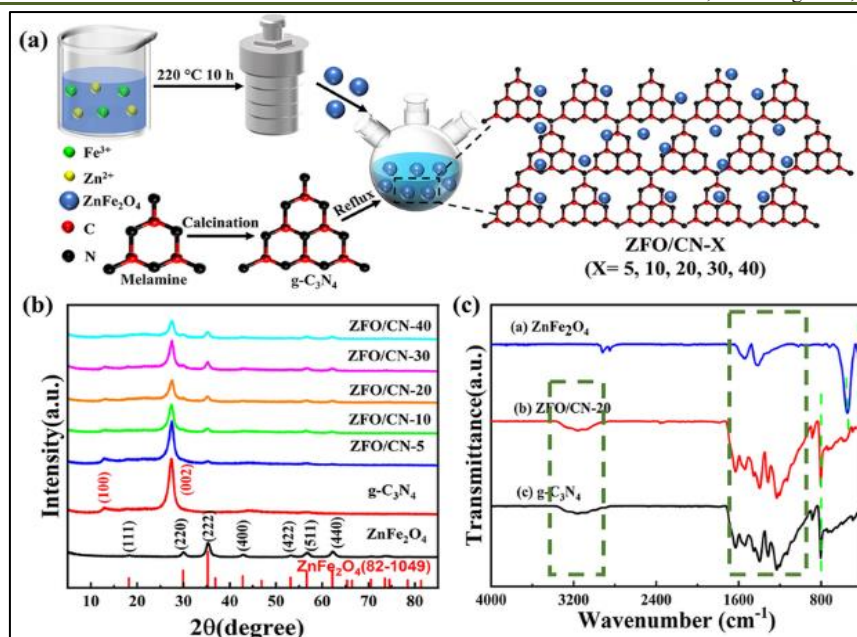 (a)
220 °C 10 h
Fe³⁺
Zn²⁺
ZnFe₂O₄
C
N
Calcination
Melamine
g-C₃N₄
Reflux
ZFO/CN-X
(X= 5, 10, 20, 30, 40)
(b)
Intensity(a.u.)
ZFO/CN-40
ZFO/CN-30
ZFO/CN-20
ZFO/CN-10
ZFO/CN-5
(100)
(002)
g-C₃N₄
ZnFe₂O₄
(111)
(220)
(222)
(400)
(422)
(511)
(440)
ZnFe₂O₄(82-1049)
10 20 30 40 50 60 70 80
2θ(degree)
(c)
Transmittance(a.u.)
(a) ZnFe₂O₄
(b) ZFO/CN-20
(c) g-C₃N₄
4000 3200 2400 1600 800
Wavenumber (cm⁻¹)